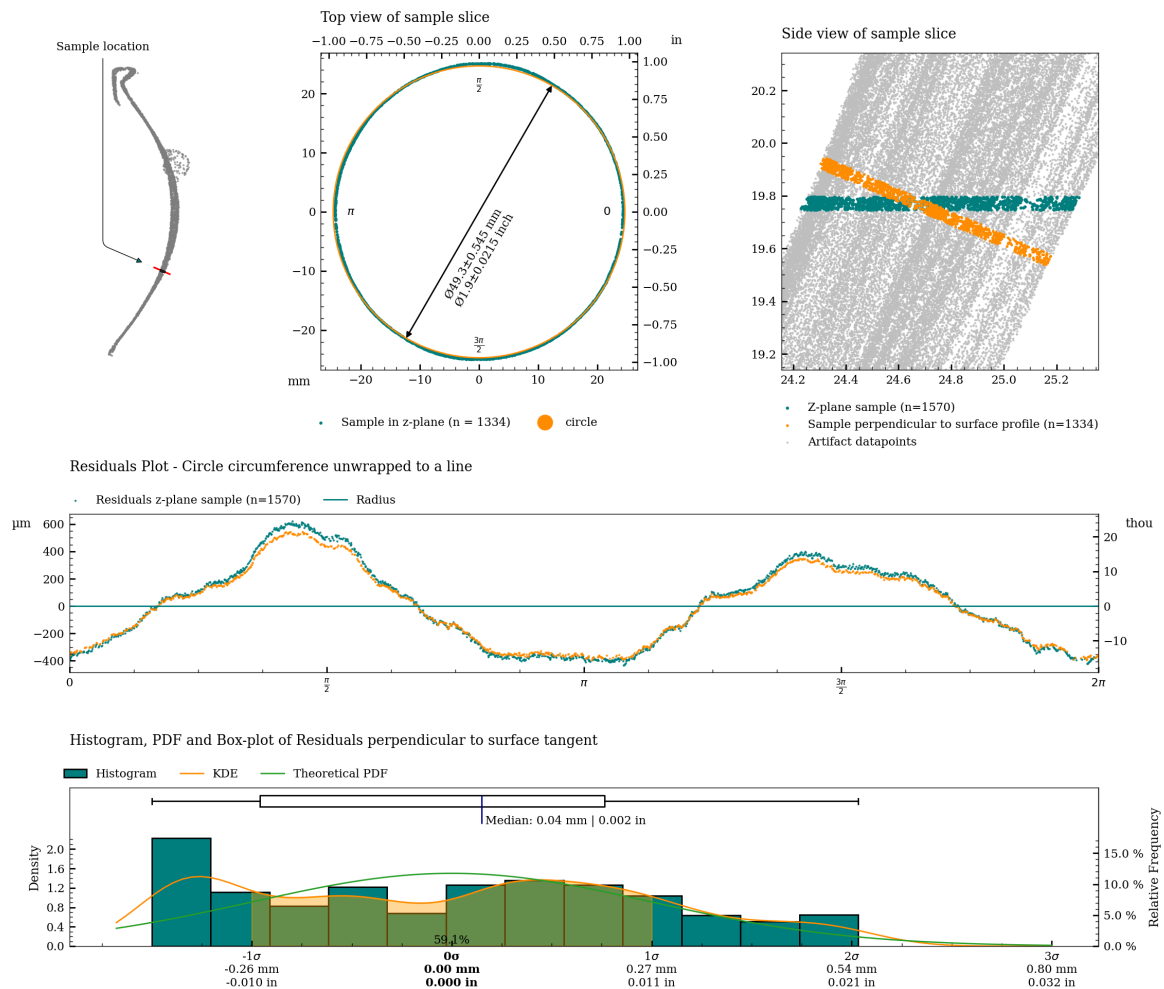 Sample location
Top view of sample slice
−1.00 −0.75 −0.50 −0.25 0.00 0.25 0.50 0.75 1.00 in
20
10
0
−10
−20
mm
−20 −10 0 10 20
1.00
0.75
0.50
0.25
0.00
−0.25
−0.50
−0.75
−1.00
π/2
π
0
3π/2
Ø49.3±0.545 mm
Ø1.9±0.0215 inch
Sample in z-plane (n = 1334) circle
Side view of sample slice
20.2
20.0
19.8
19.6
19.4
19.2
24.2 24.4 24.6 24.8 25.0 25.2
Z-plane sample (n=1570)
Sample perpendicular to surface profile (n=1334)
Artifact datapoints
Residuals Plot - Circle circumference unwrapped to a line
Residuals z-plane sample (n=1570) Radius
µm
600
400
200
0
−200
−400
thou
20
10
0
−10
0 π/2 π 3π/2 2π
Histogram, PDF and Box-plot of Residuals perpendicular to surface tangent
Histogram KDE Theoretical PDF
Median: 0.04 mm | 0.002 in
Density
2.0
1.6
1.2
0.8
0.4
0.0
Relative Frequency
15.0 %
10.0 %
5.0 %
0.0 %
59.1%
-1σ 0σ 1σ 2σ 3σ
-0.26 mm 0.00 mm 0.27 mm 0.54 mm 0.80 mm
-0.010 in 0.000 in 0.011 in 0.021 in 0.032 in